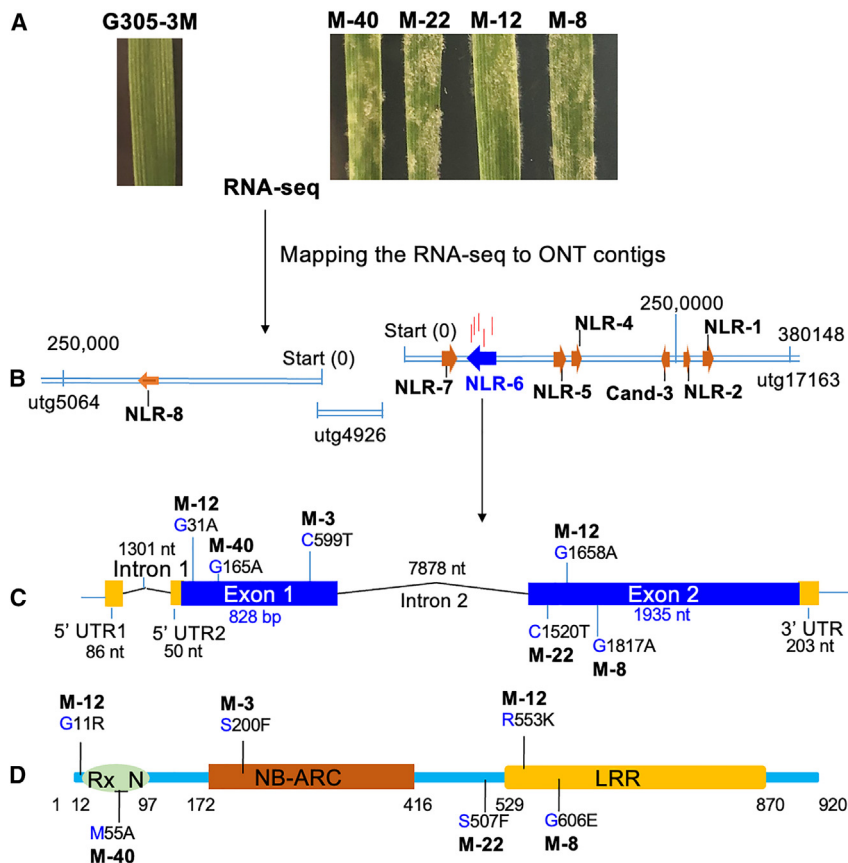 A
G305-3M
M-40 M-22 M-12 M-8
RNA-seq
Mapping the RNA-seq to ONT contigs
B
250,000
Start (0)
utg5064
NLR-8
utg4926
Start (0)
250,0000
380148
NLR-4
NLR-1
NLR-7
NLR-6
NLR-5
Cand-3
NLR-2
utg17163
C
M-12
G31A
M-40
G165A
M-3
C599T
M-12
G1658A
1301 nt
Intron 1
7878 nt
Intron 2
Exon 1
828 bp
Exon 2
1935 nt
5' UTR1
86 nt
5' UTR2
50 nt
C1520T
M-22
G1817A
M-8
3' UTR
203 nt
D
M-12
G11R
M-3
S200F
M-12
R553K
Rx N
NB-ARC
LRR
1 12 97 172 416 529 870 920
M55A
M-40
S507F
M-22
G606E
M-8